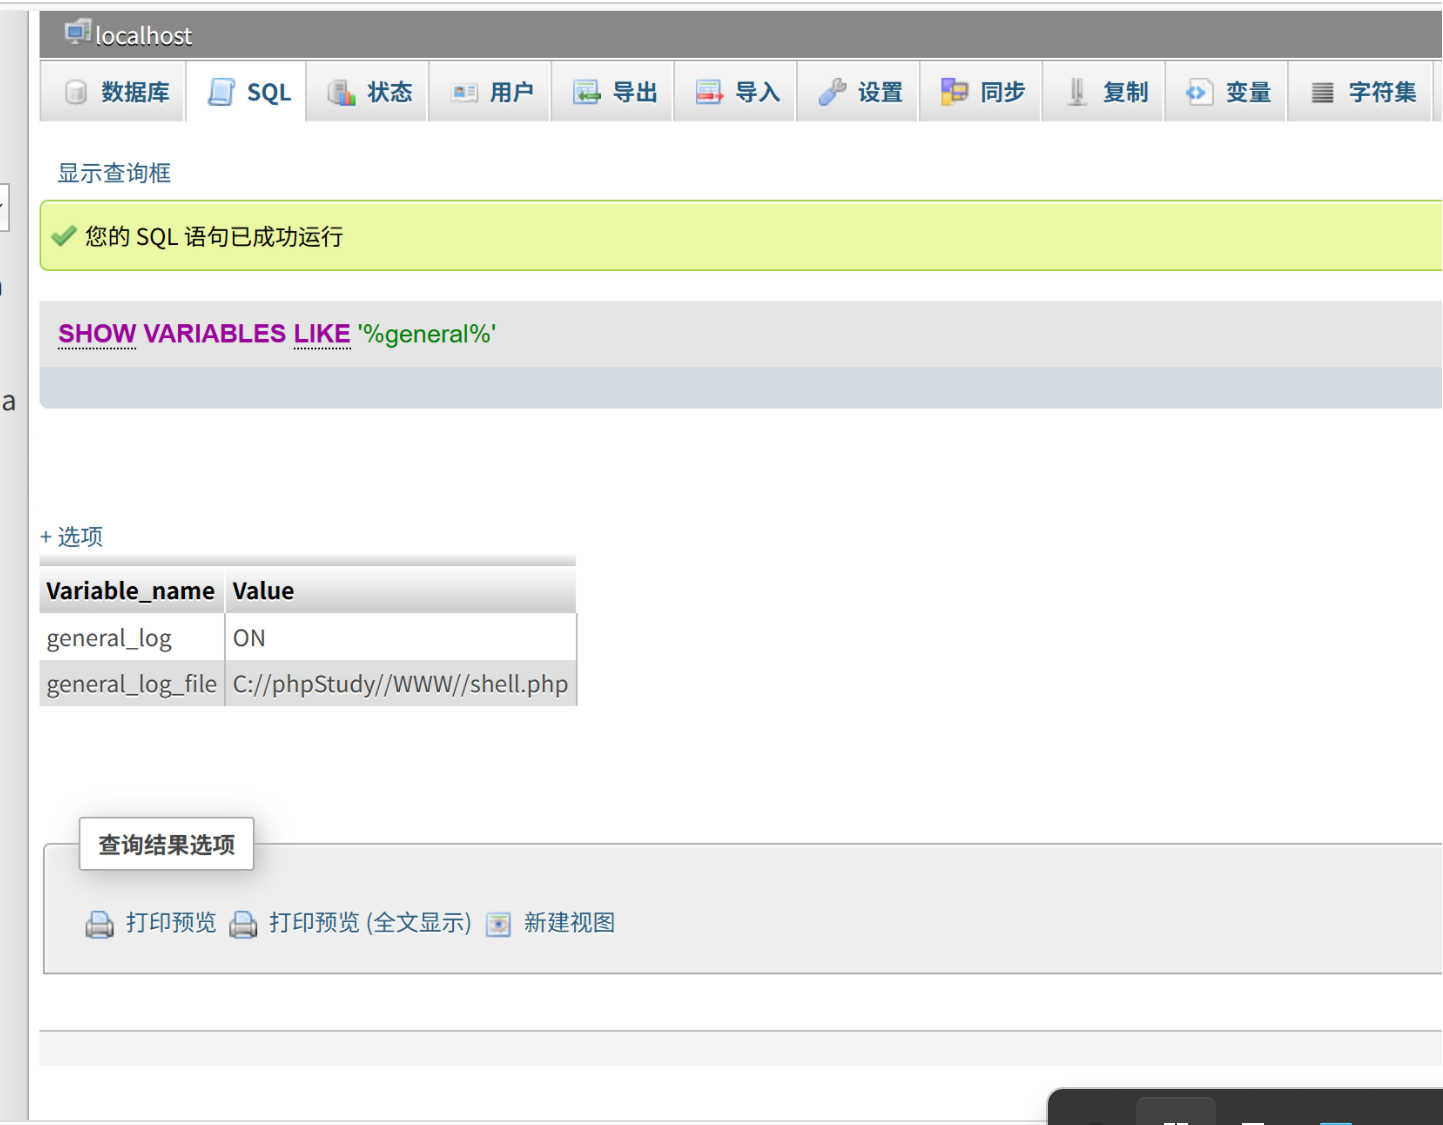 localhost
数据库 SQL 状态 用户 导出 导入 设置 同步 复制 变量 字符集
显示查询框
您的 SQL 语句已成功运行
SHOW VARIABLES LIKE '%general%'
a
+ 选项
Variable_name Value
general_log ON
general_log_file C://phpStudy//WWW//shell.php
查询结果选项
打印预览 打印预览 (全文显示) 新建视图